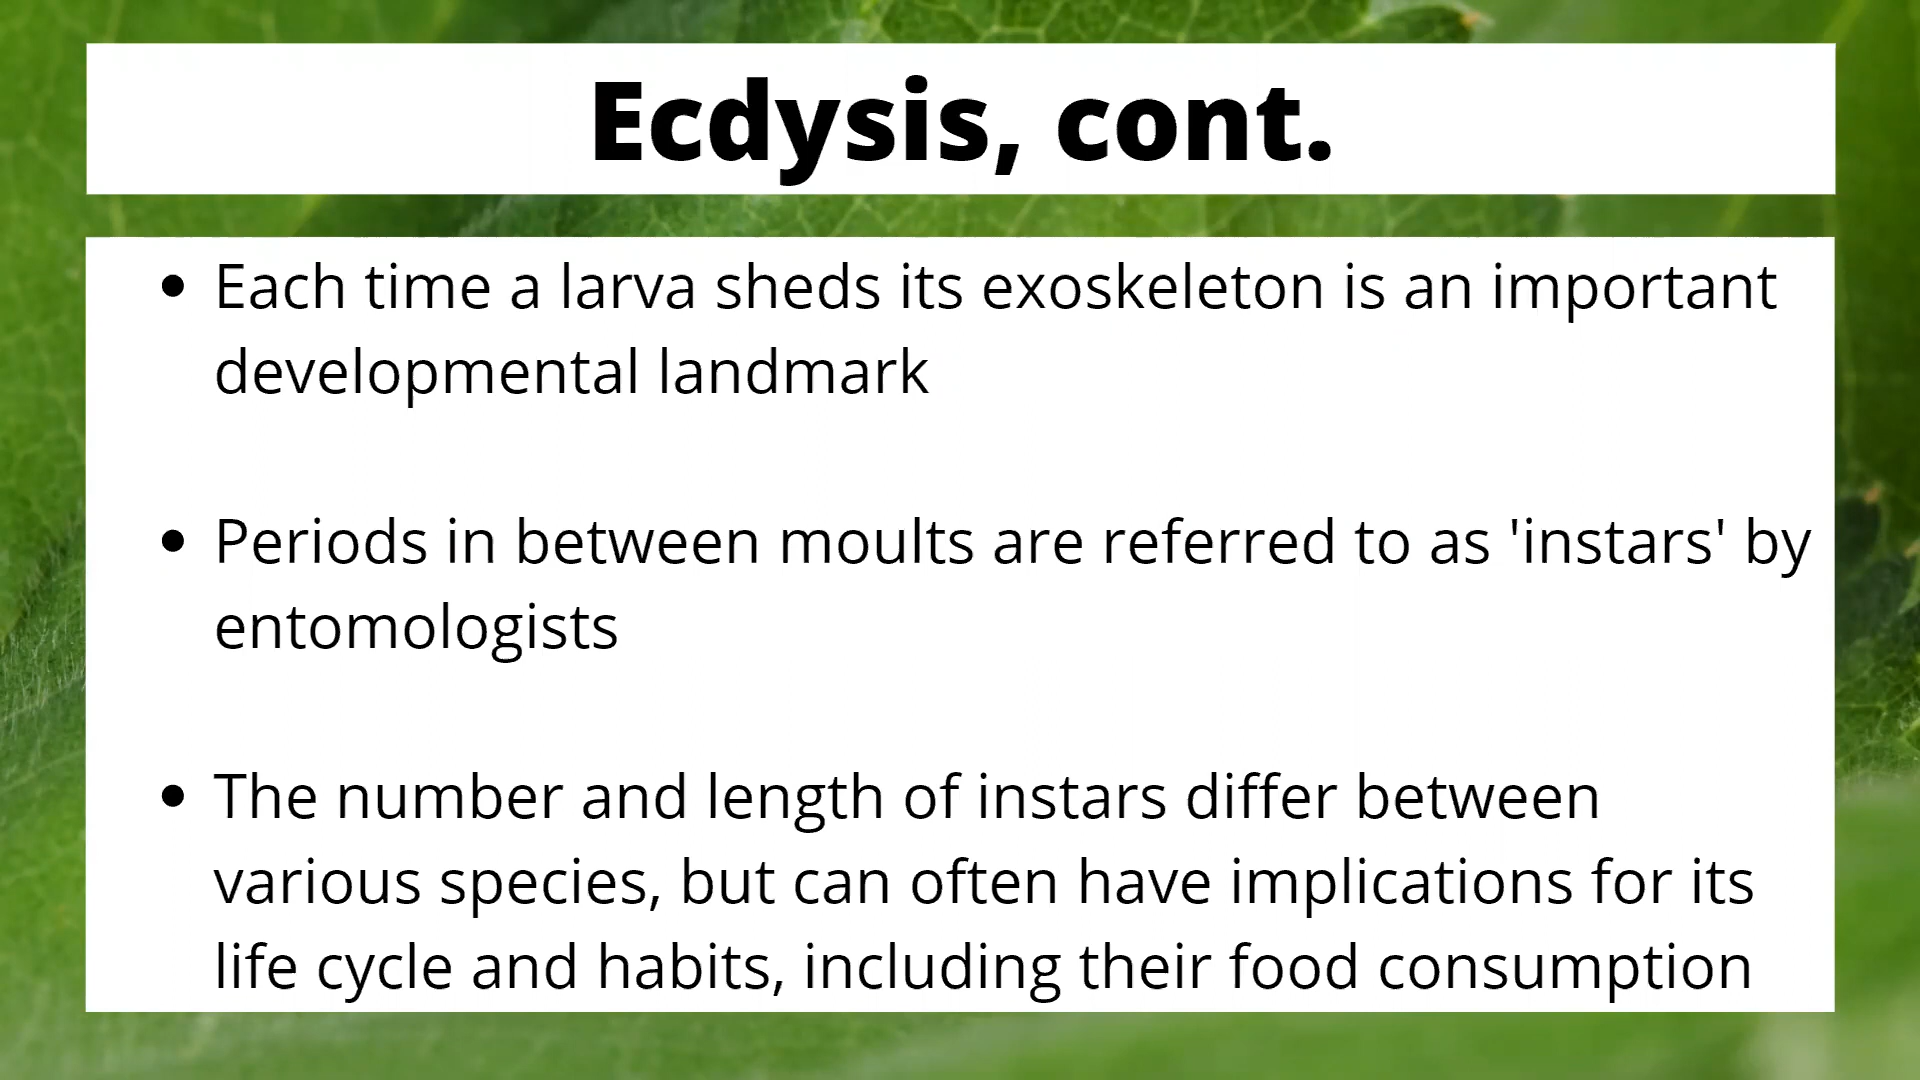 Ecdysis, cont.
• Each time a larva sheds its exoskeleton is an important
developmental landmark
• Periods in between moults are referred to as 'instars' by
entomologists
• The number and length of instars differ between
various species, but can often have implications for its
life cycle and habits, including their food consumption